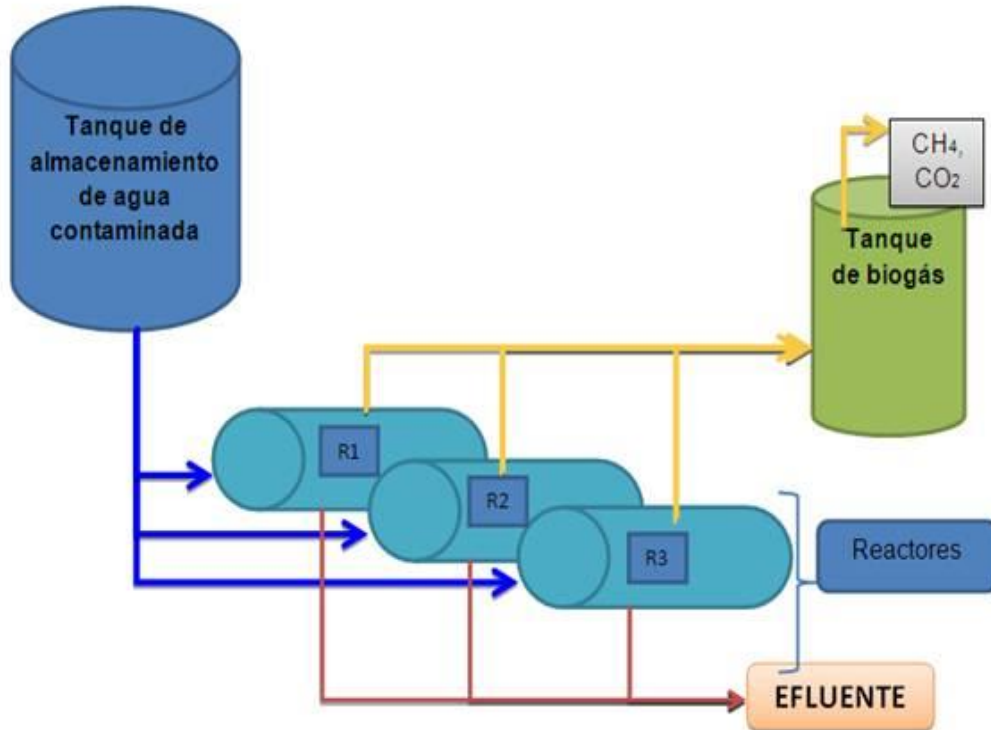 Tanque de
almacenamiento
de agua
contaminada
CH₄,
CO₂
Tanque
de biogás
R1
R2
R3
Reactores
EFLUENTE